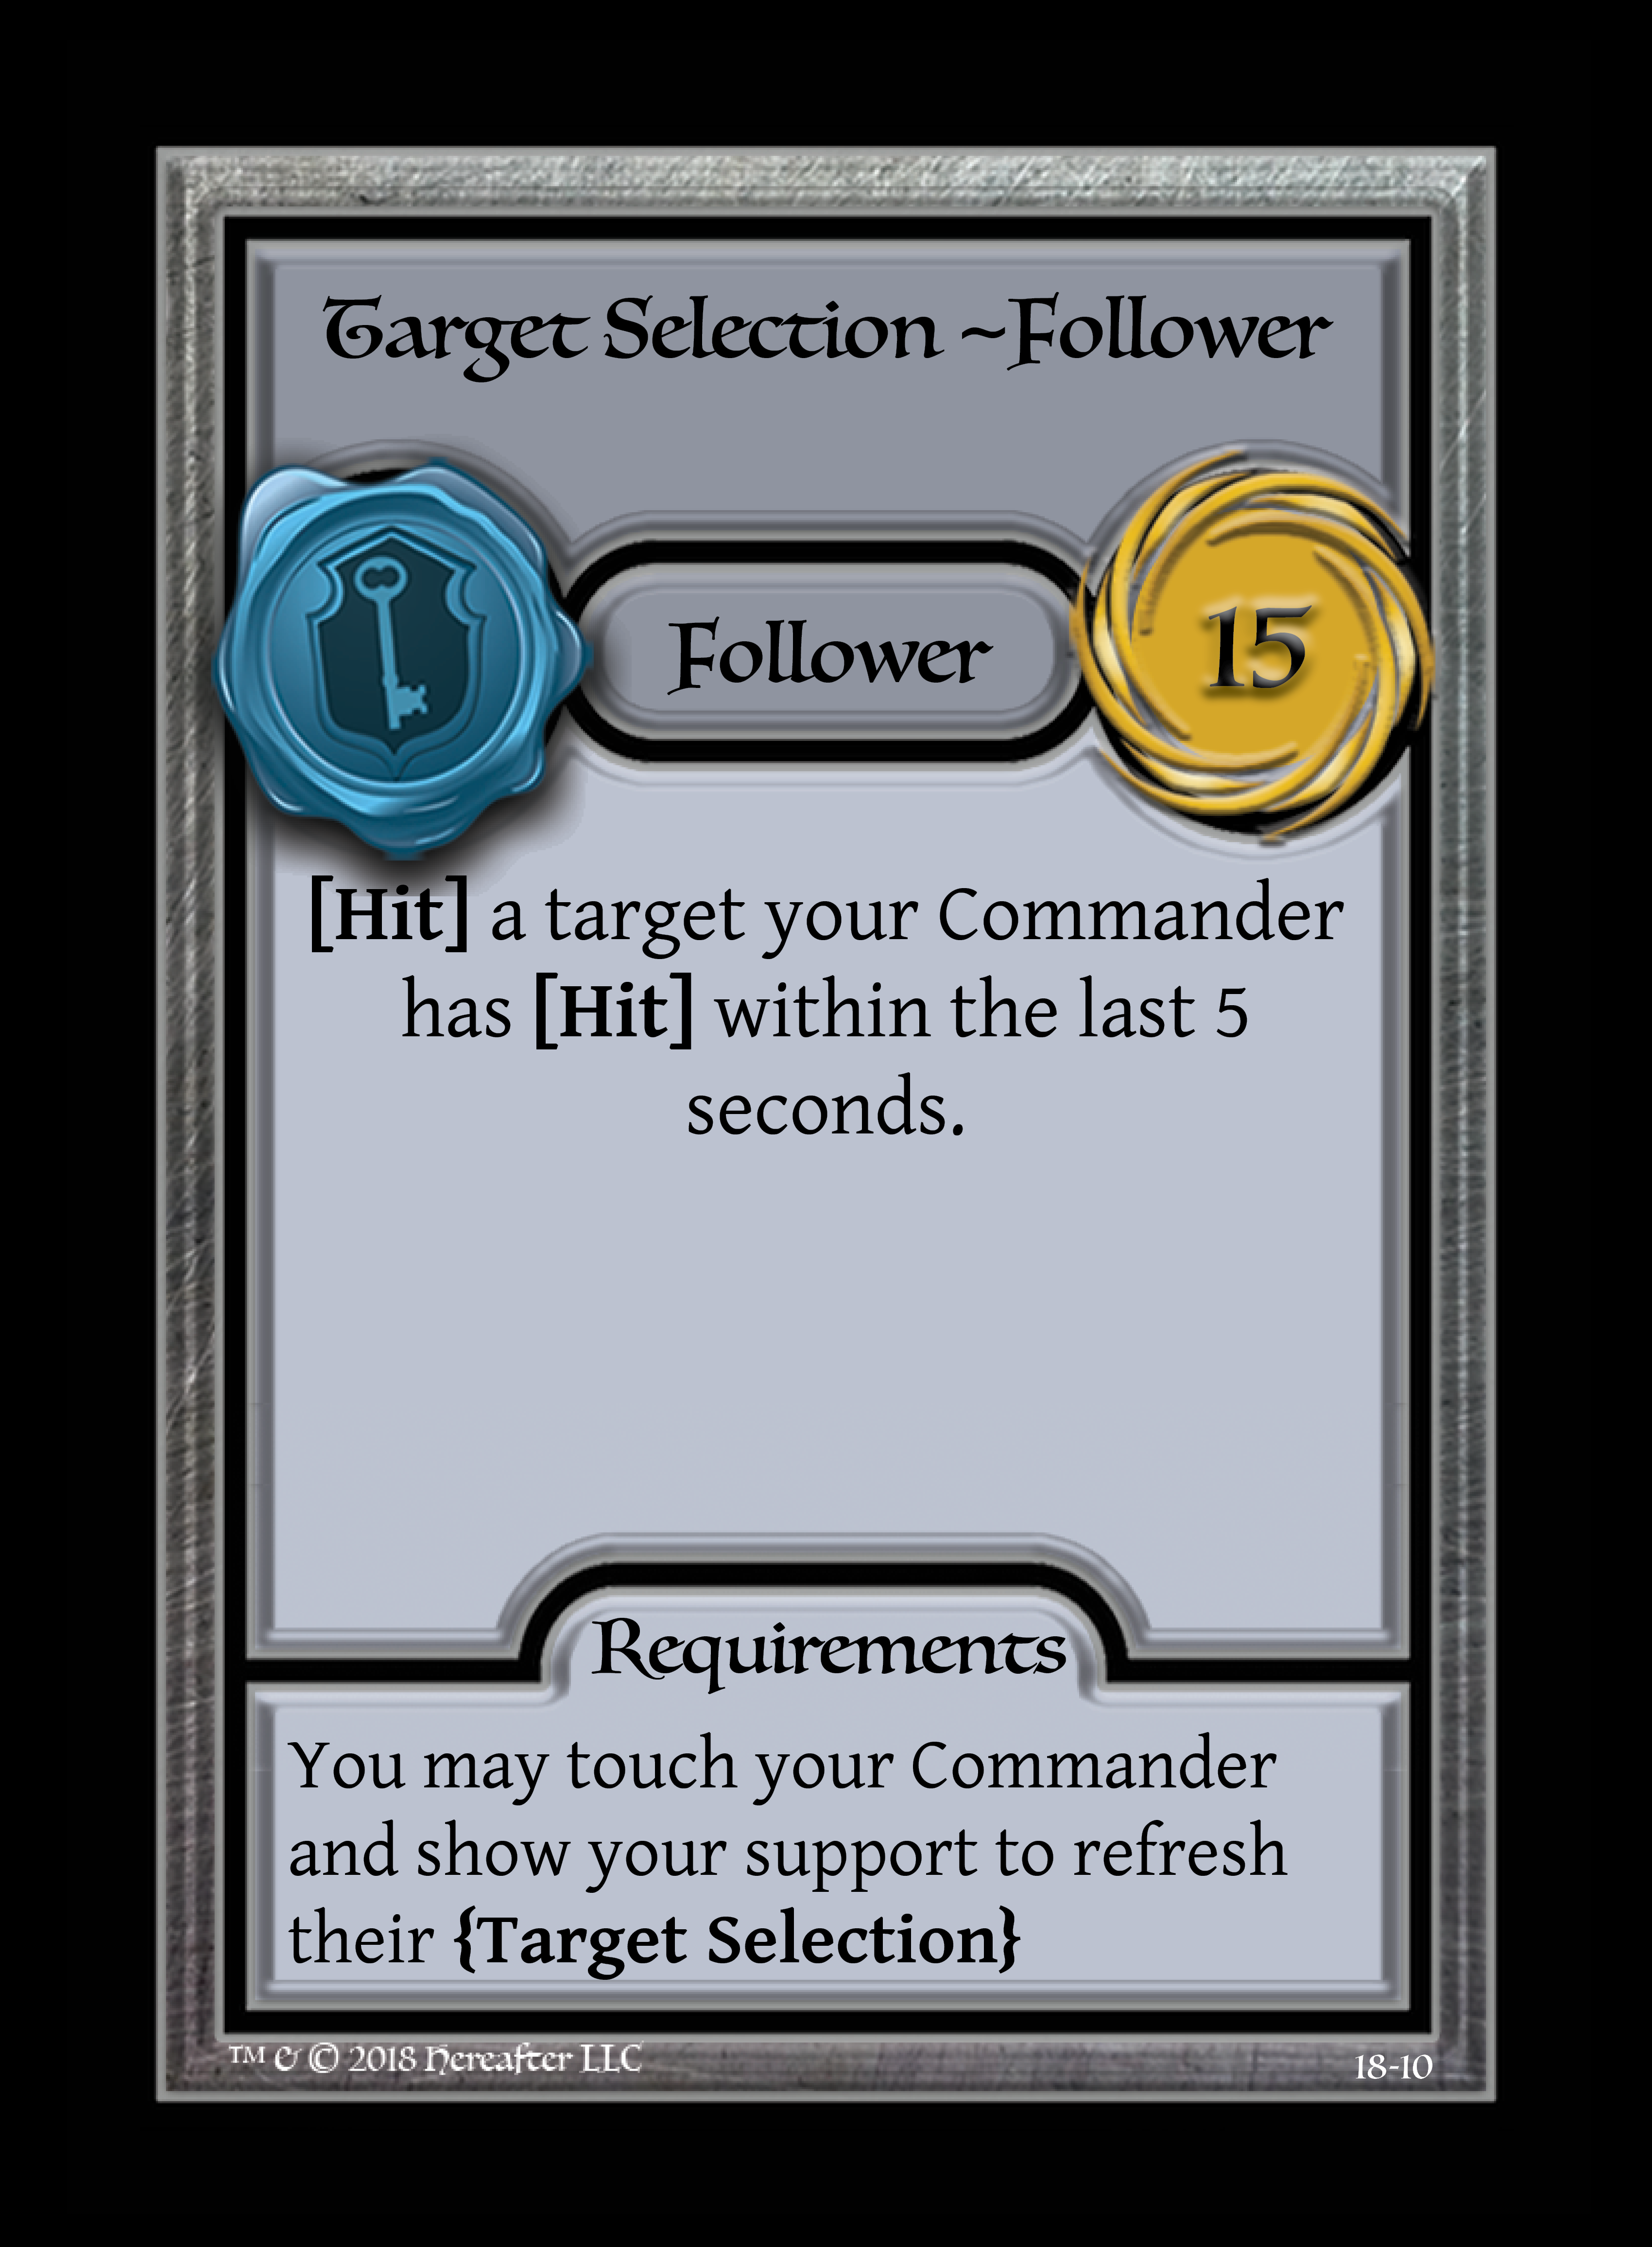 Target Selection ~Follower
Follower
15
[Hit] a target your Commander
has [Hit] within the last 5
seconds.
Requirements
You may touch your Commander
and show your support to refresh
their {Target Selection}
™ & © 2018 Hereafter LLC
18-10